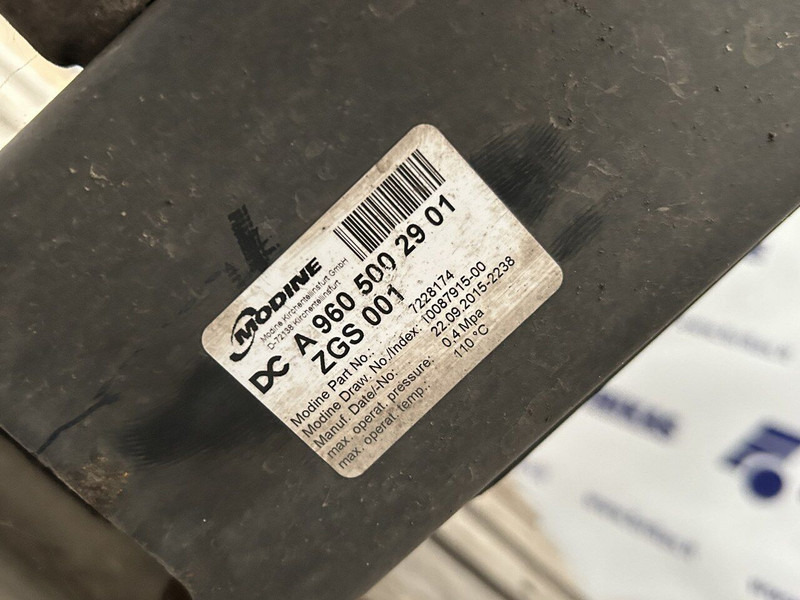 MODINE
Modine Kirchentellinsfurt GmbH
D-72138 Kirchentellinsfurt
DC A 960 500 29 01
ZGS 001
Modine Part No.: 7228174
Modine Draw. No./Index: 10087915-00
Manuf. Date/-No: 22.09.2015-2238
max. operat. pressure: 0.4 Mpa
max. operat. temp.: 110 °C